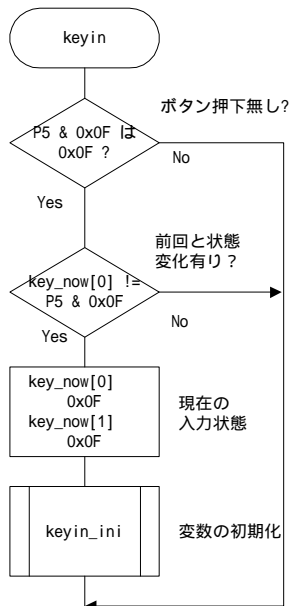 keyin
ボタン押下無し?
P5 & 0x0F は
0x0F ?
No
Yes
前回と状態
変化有り？
key_now[0] !=
P5 & 0x0F
No
Yes
key_now[0]
0x0F
key_now[1]
0x0F
現在の
入力状態
keyin_ini
変数の初期化